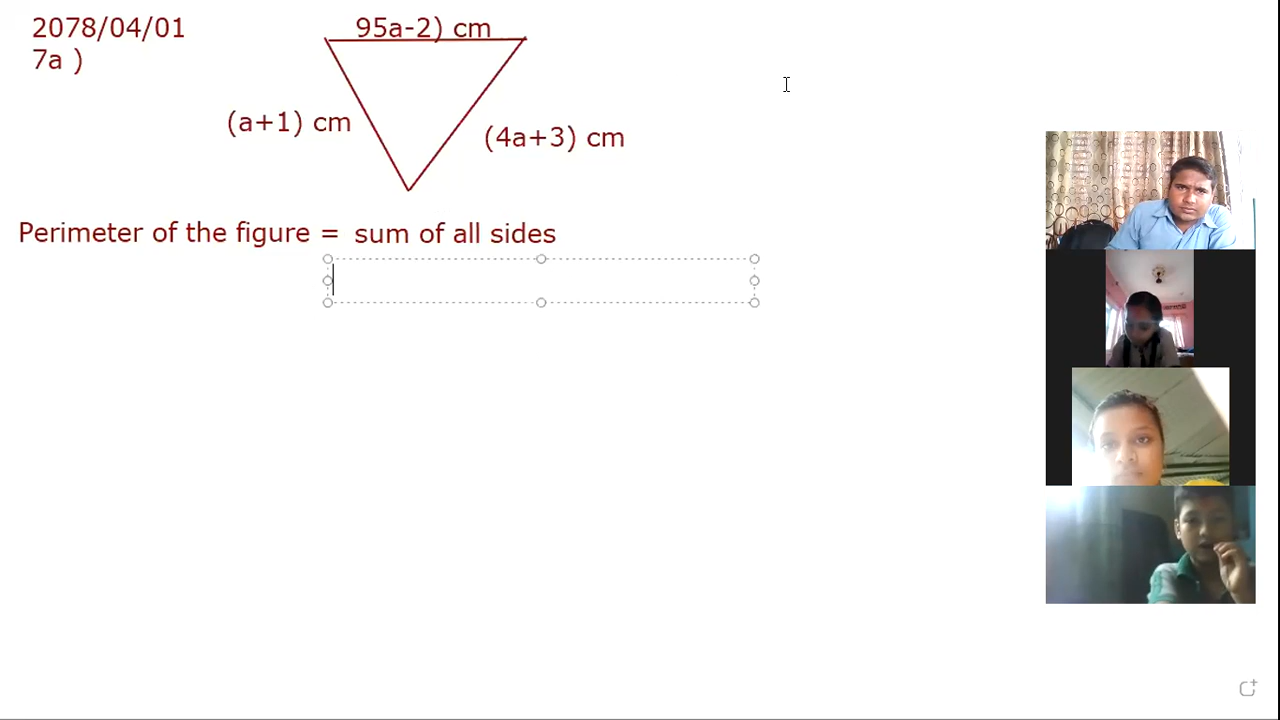 2078/04/01
7a )
95a-2) cm
(a+1) cm
(4a+3) cm
Perimeter of the figure = sum of all sides